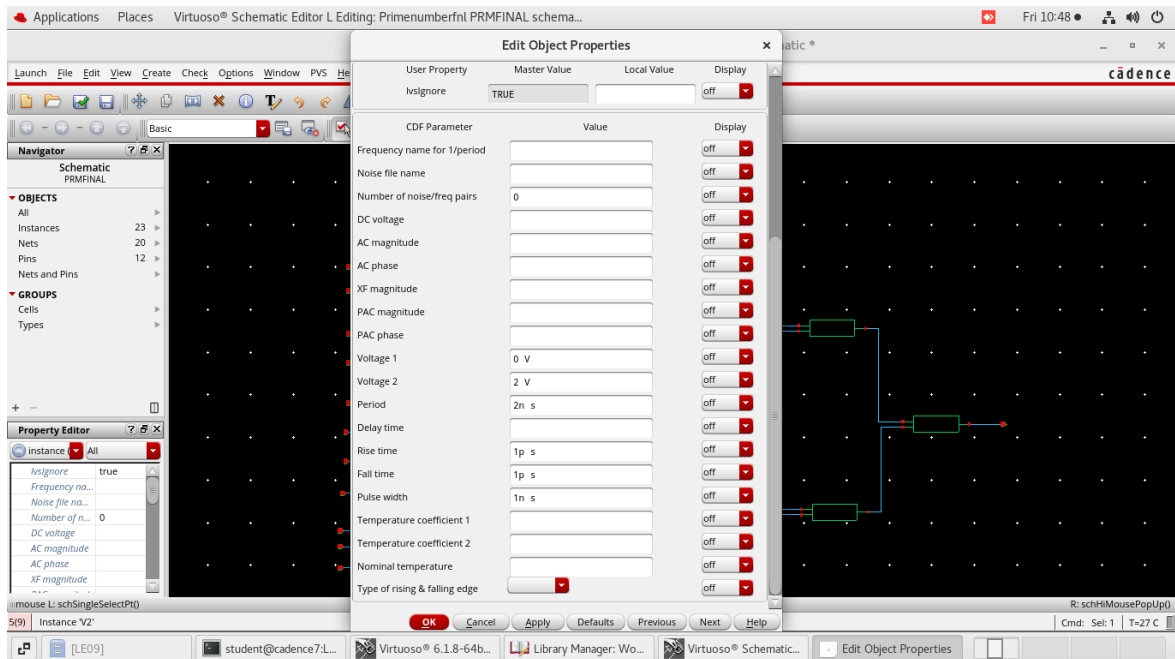 Applications Places Virtuoso® Schematic Editor L Editing: Primenumberfnl PRMFINAL schema... Fri 10:48
Edit Object Properties
atic *
Launch File Edit View Create Check Options Window PVS He
cādence
Basic
Navigator
Schematic
PRMFINAL
OBJECTS
All
Instances 23
Nets 20
Pins 12
Nets and Pins
GROUPS
Cells
Types
Property Editor
instance ( All
lvsIgnore true
Frequency na...
Noise file na...
Number of n... 0
DC voltage
AC magnitude
AC phase
XF magnitude
User Property Master Value Local Value Display
lvsIgnore TRUE off
CDF Parameter Value Display
Frequency name for 1/period off
Noise file name off
Number of noise/freq pairs 0 off
DC voltage off
AC magnitude off
AC phase off
XF magnitude off
PAC magnitude off
PAC phase off
Voltage 1 0 V off
Voltage 2 2 V off
Period 2n s off
Delay time off
Rise time 1p s off
Fall time 1p s off
Pulse width 1n s off
Temperature coefficient 1 off
Temperature coefficient 2 off
Nominal temperature off
Type of rising & falling edge off
OK Cancel Apply Defaults Previous Next Help
mouse L: schSingleSelectPt() R: schHiMousePopUp()
5(9) Instance 'V2' Cmd: Sel: 1 T=27 C
[LE09] student@cadence7:L... Virtuoso® 6.1.8-64b... Library Manager: Wo... Virtuoso® Schematic... Edit Object Properties